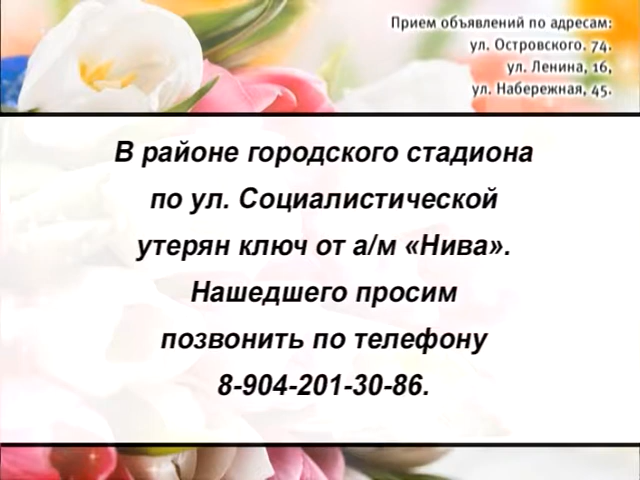 Прием объявлений по адресам:
ул. Островского. 74.
ул. Ленина, 16,
ул. Набережная, 45.
В районе городского стадиона
по ул. Социалистической
утерян ключ от а/м «Нива».
Нашедшего просим
позвонить по телефону
8-904-201-30-86.